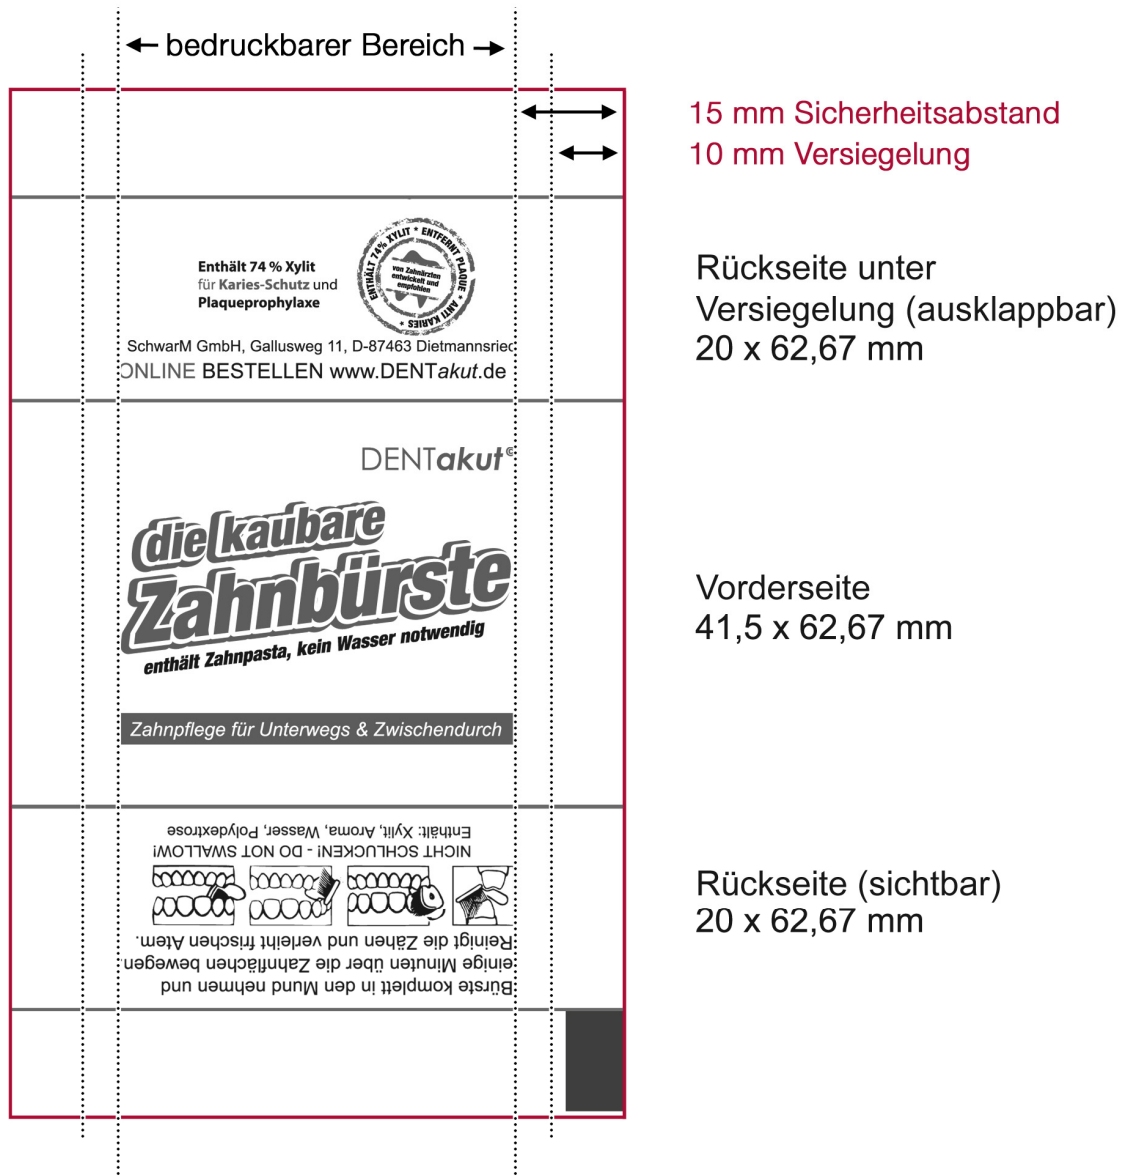 bedruckbarer Bereich
15 mm Sicherheitsabstand
10 mm Versiegelung
Enthält 74 % Xylit
für Karies-Schutz und
Plaqueprophylaxe
ENTHÄLT 74% XYLIT * ENTFERNT PLAQUE * ANTI KARIES *
von Zahnärzten
entwickelt und
empfohlen
SchwarM GmbH, Gallusweg 11, D-87463 Dietmannsried
ONLINE BESTELLEN www.DENTakut.de
Rückseite unter
Versiegelung (ausklappbar)
20 x 62,67 mm
DENTakut©
die kaubare
Zahnbürste
enthält Zahnpasta, kein Wasser notwendig
Zahnpflege für Unterwegs & Zwischendurch
Vorderseite
41,5 x 62,67 mm
Bürste komplett in den Mund nehmen und
einige Minuten über die Zahnflächen bewegen.
Reinigt die Zähen und verleiht frischen Atem.
NICHT SCHLUCKEN! - DO NOT SWALLOW!
Enthält: Xylit, Aroma, Wasser, Polydextrose
Rückseite (sichtbar)
20 x 62,67 mm